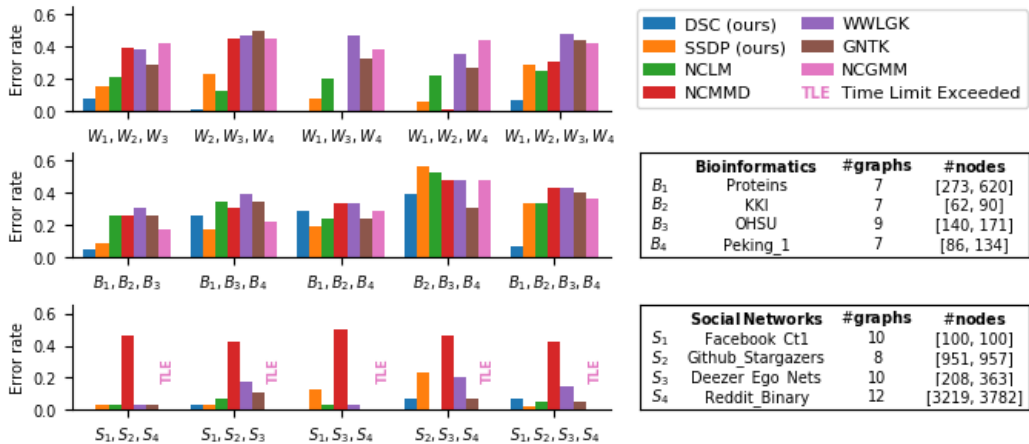 Error rate
0.6
0.4
0.2
0.0
W1, W2, W3
W2, W3, W4
W1, W3, W4
W1, W2, W4
W1, W2, W3, W4
DSC (ours)
SSDP (ours)
NCLM
NCMMD
WWLGK
GNTK
NCGMM
TLE Time Limit Exceeded
Error rate
0.6
0.4
0.2
0.0
B1, B2, B3
B1, B3, B4
B1, B2, B4
B2, B3, B4
B1, B2, B3, B4
Bioinformatics #graphs #nodes
B1 Proteins 7 [273, 620]
B2 KKI 7 [62, 90]
B3 OHSU 9 [140, 171]
B4 Peking_1 7 [86, 134]
Error rate
0.6
0.4
0.2
0.0
TLE
TLE
TLE
TLE
TLE
S1, S2, S4
S1, S2, S3
S1, S3, S4
S2, S3, S4
S1, S2, S3, S4
Social Networks #graphs #nodes
S1 Facebook Ct1 10 [100, 100]
S2 Github_Stargazers 8 [951, 957]
S3 Deezer Ego Nets 10 [208, 363]
S4 Reddit_Binary 12 [3219, 3782]